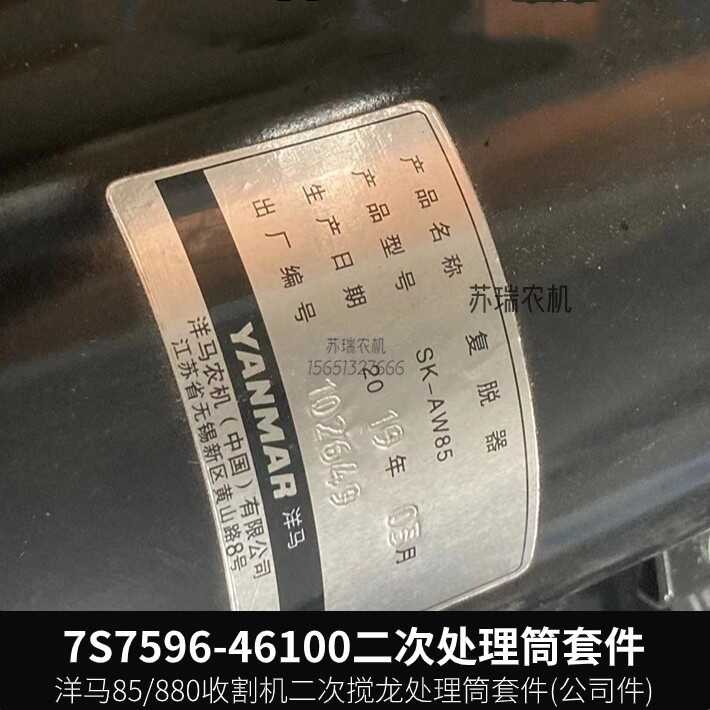 产品名称 复脱器
产品型号 SK-AW85
生产日期 2019年03月
出厂编号 102649
YANMAR 洋马
洋马农机(中国)有限公司
江苏省无锡新区黄山路8号
苏瑞农机
苏瑞农机
15651323666
7S7596-46100二次处理筒套件
洋马85/880收割机二次搅龙处理筒套件(公司件)